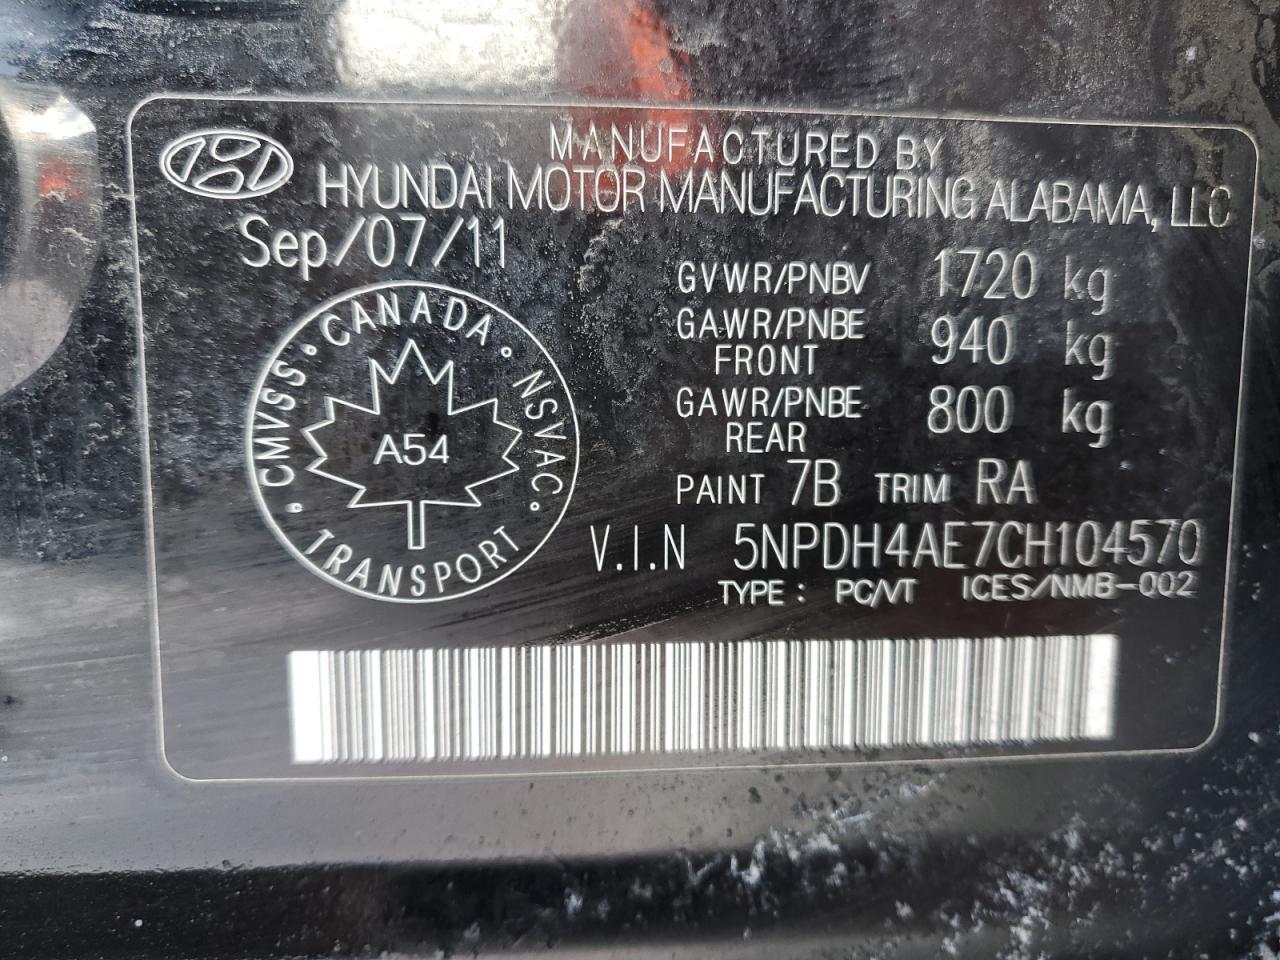 MANUFACTURED BY
HYUNDAI MOTOR MANUFACTURING ALABAMA, LLC
Sep/07/11
GVWR/PNBV 1720 kg
GAWR/PNBE FRONT 940 kg
GAWR/PNBE REAR 800 kg
CMVSS · CANADA · NSVAC · TRANSPORT ·
A54
PAINT 7B TRIM RA
V.I.N 5NPDH4AE7CH104570
TYPE : PC/VT ICES/NMB-002